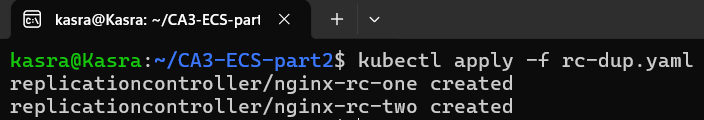 kasra@Kasra: ~/CA3-ECS-part
kasra@Kasra:~/CA3-ECS-part2$ kubectl apply -f rc-dup.yaml
replicationcontroller/nginx-rc-one created
replicationcontroller/nginx-rc-two created